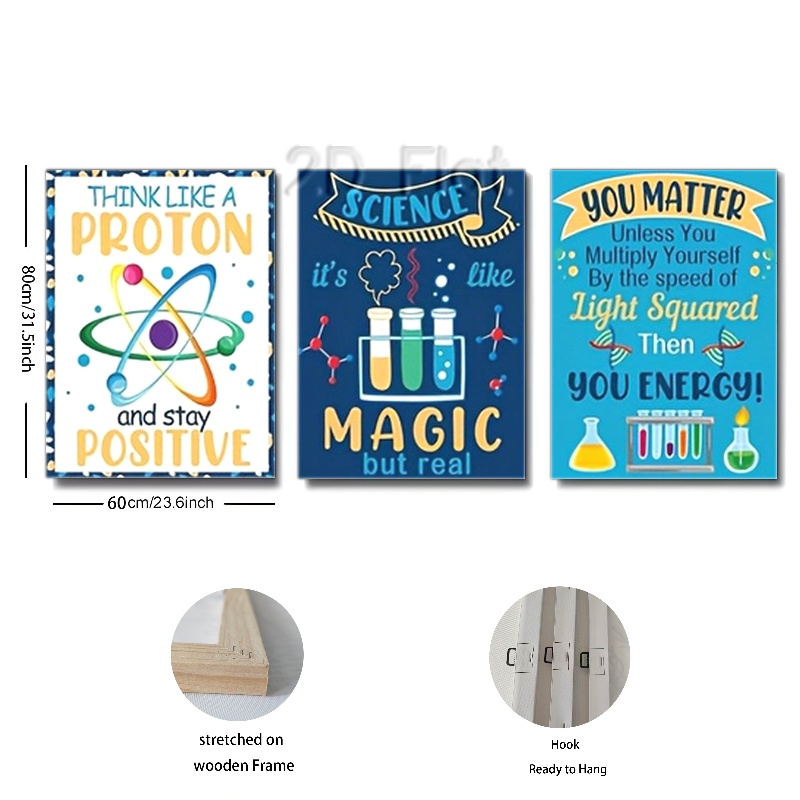 2D Flat
THINK LIKE A
PROTON
and stay
POSITIVE
80cm/31.5inch
60cm/23.6inch
SCIENCE
it's like
MAGIC
but real
YOU MATTER
Unless You
Multiply Yourself
By the speed of
Light Squared
Then
YOU ENERGY!
stretched on
wooden Frame
Hook
Ready to Hang